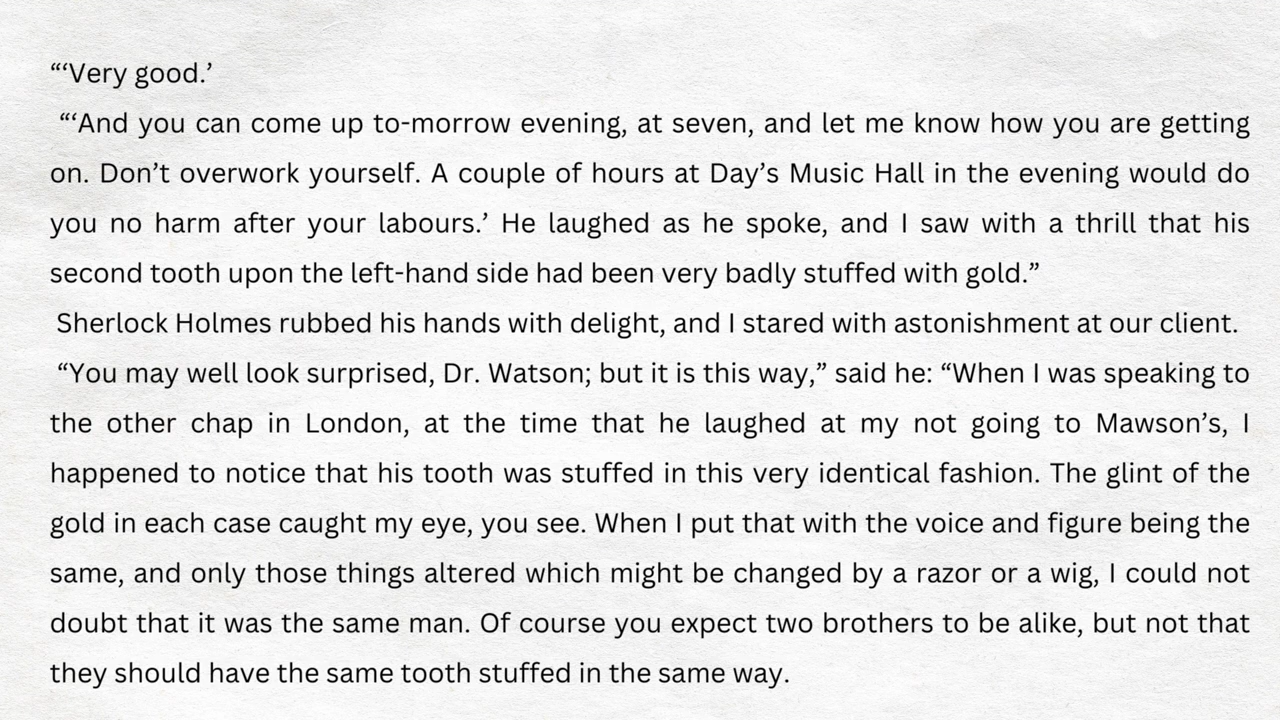 “‘Very good.’
“‘And you can come up to-morrow evening, at seven, and let me know how you are getting
on. Don’t overwork yourself. A couple of hours at Day’s Music Hall in the evening would do
you no harm after your labours.’ He laughed as he spoke, and I saw with a thrill that his
second tooth upon the left-hand side had been very badly stuffed with gold.”
Sherlock Holmes rubbed his hands with delight, and I stared with astonishment at our client.
“You may well look surprised, Dr. Watson; but it is this way,” said he: “When I was speaking to
the other chap in London, at the time that he laughed at my not going to Mawson’s, I
happened to notice that his tooth was stuffed in this very identical fashion. The glint of the
gold in each case caught my eye, you see. When I put that with the voice and figure being the
same, and only those things altered which might be changed by a razor or a wig, I could not
doubt that it was the same man. Of course you expect two brothers to be alike, but not that
they should have the same tooth stuffed in the same way.